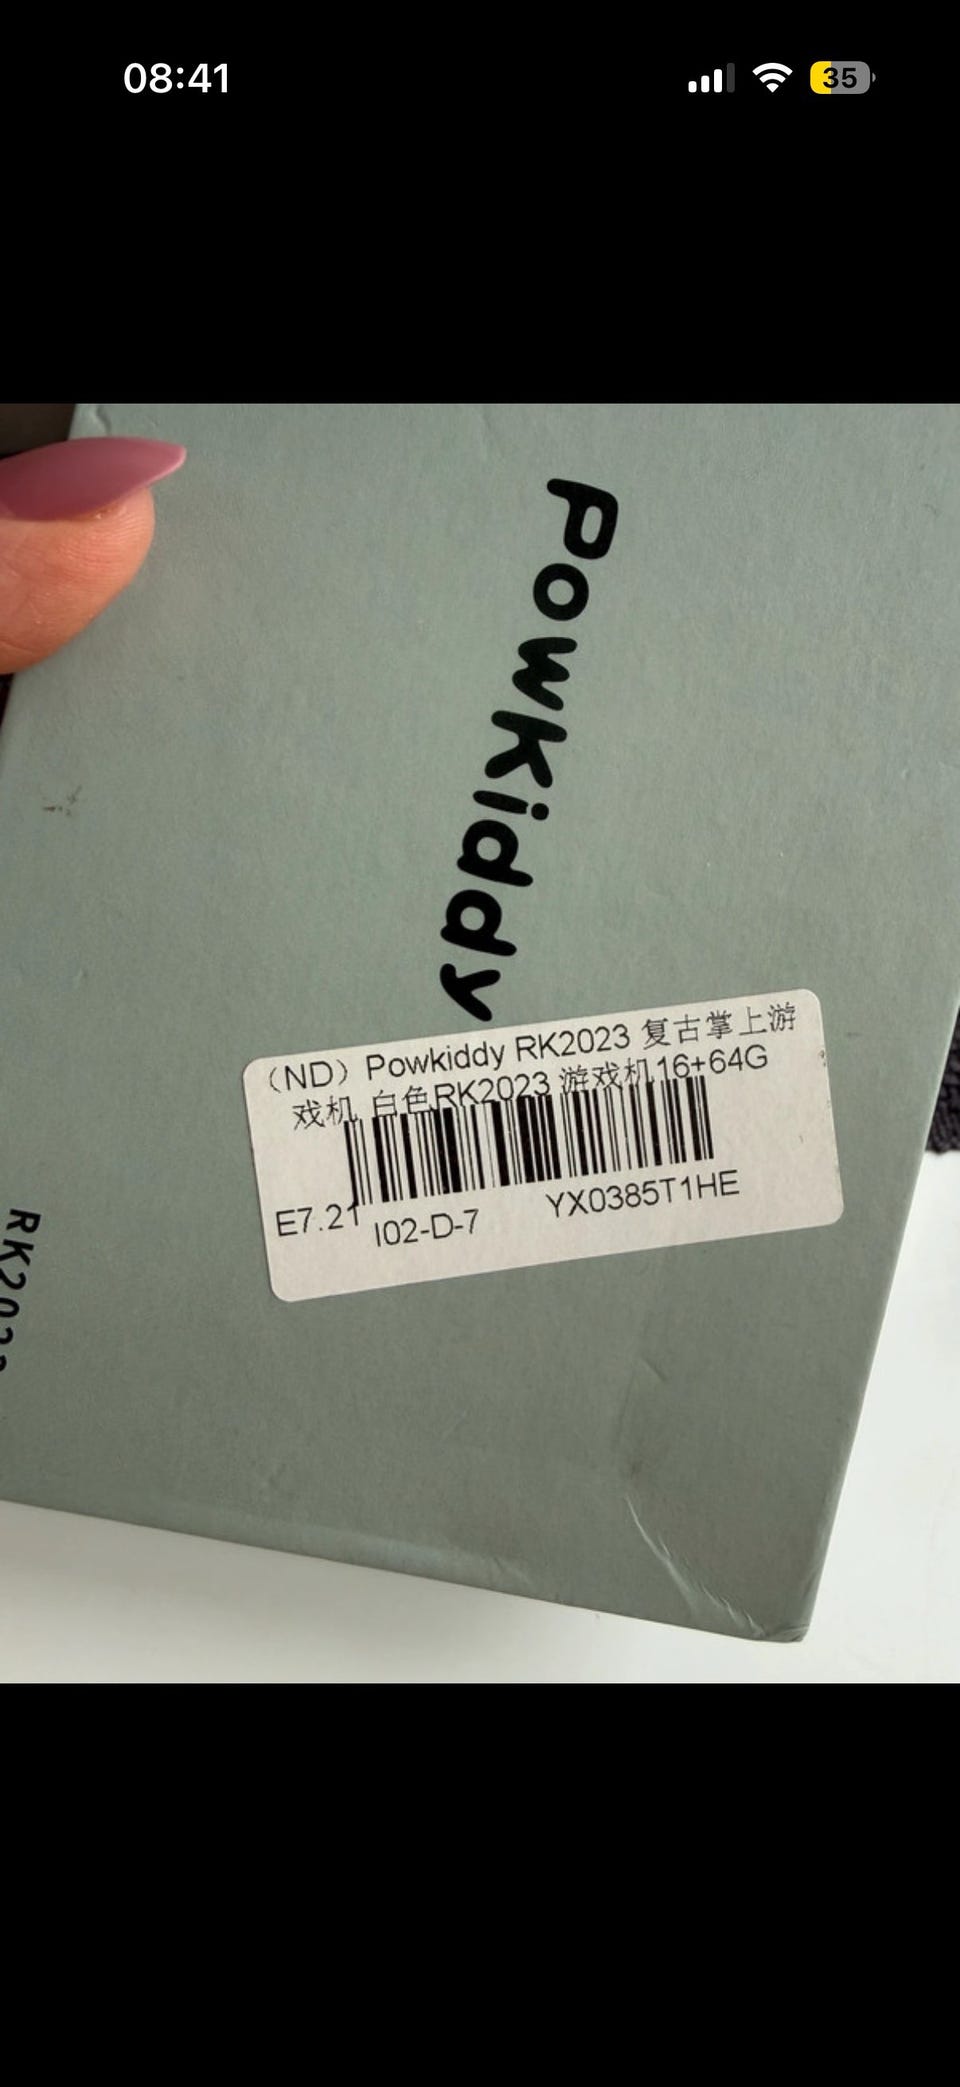 08:41
35
Powkiddy
（ND）Powkiddy RK2023 复古掌上游
戏机 白色RK2023 游戏机16+64G
E7.21
I02-D-7
YX0385T1HE